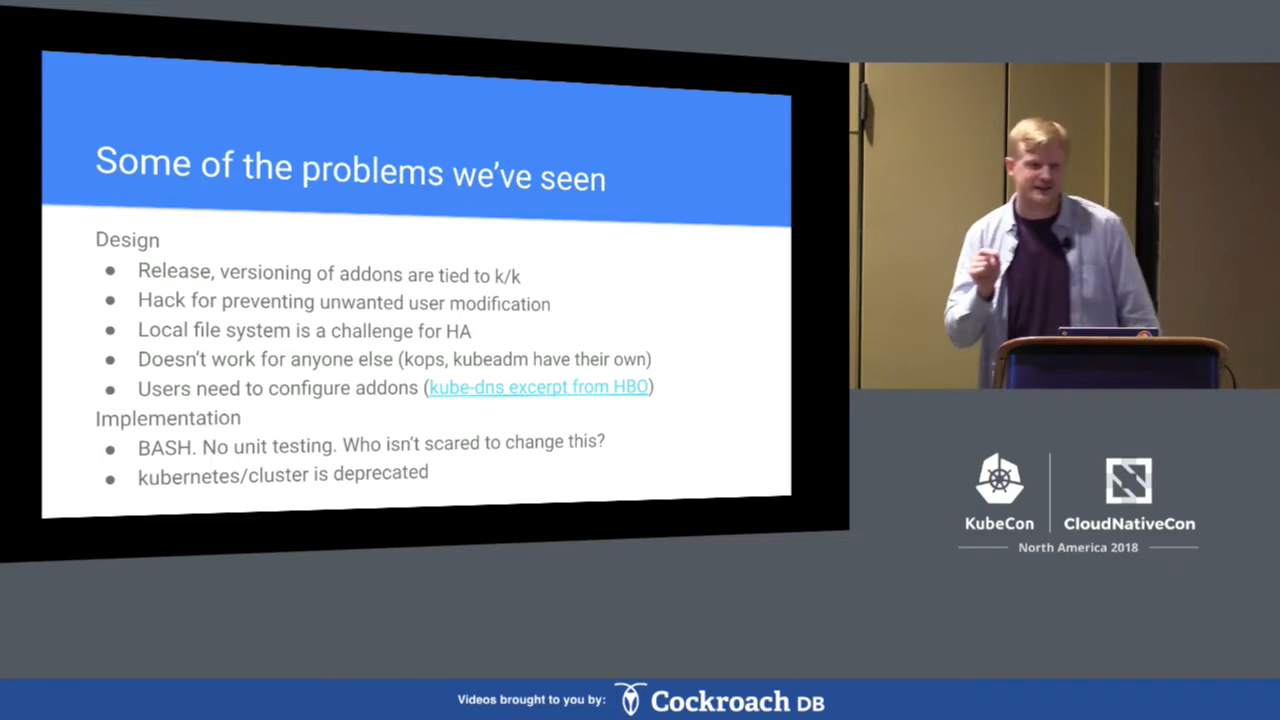 Some of the problems we've seen
Design
● Release, versioning of addons are tied to k/k
● Hack for preventing unwanted user modification
● Local file system is a challenge for HA
● Doesn't work for anyone else (kops, kubeadm have their own)
● Users need to configure addons (kube-dns excerpt from HBO)
Implementation
● BASH. No unit testing. Who isn't scared to change this?
● kubernetes/cluster is deprecated
KubeCon
CloudNativeCon
North America 2018
Videos brought to you by:
Cockroach DB